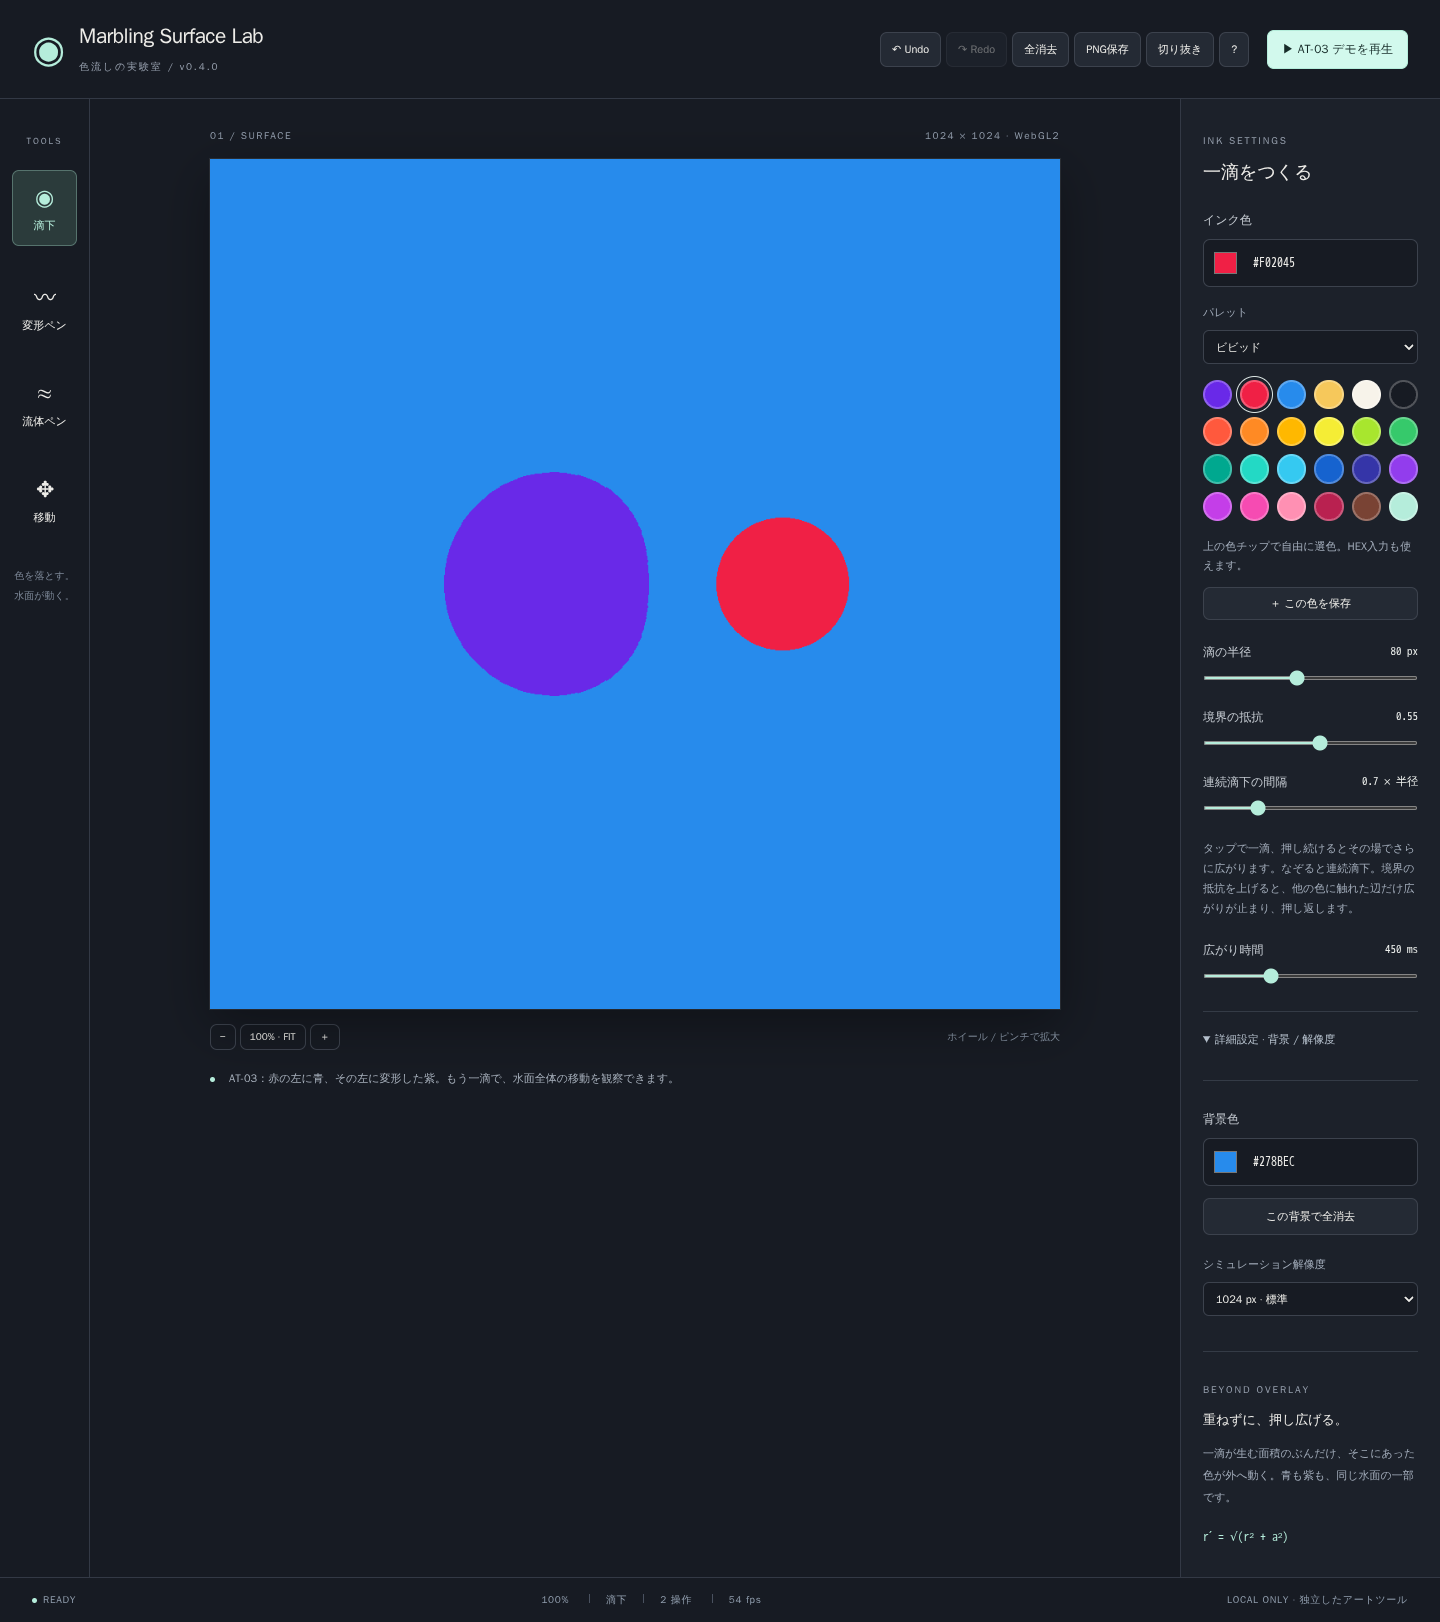 Marbling Surface Lab
色流しの実験室 / v0.4.0
↶ Undo
↷ Redo
全消去
PNG保存
切り抜き
?
▶ AT-03 デモを再生
TOOLS
滴下
変形ペン
流体ペン
移動
色を落とす。
水面が動く。
01 / SURFACE
1024 × 1024 · WebGL2
− 100% · FIT +
ホイール / ピンチで拡大
AT-03：赤の左に青、その左に変形した紫。もう一滴で、水面全体の移動を観察できます。
INK SETTINGS
一滴をつくる
インク色
#F02045
パレット
ビビッド
上の色チップで自由に選色。HEX入力も使
えます。
＋ この色を保存
滴の半径 80 px
境界の抵抗 0.55
連続滴下の間隔 0.7 × 半径
タップで一滴、押し続けるとその場でさら
に広がります。なぞると連続滴下。境界の
抵抗を上げると、他の色に触れた辺だけ広
がりが止まり、押し返します。
広がり時間 450 ms
▼ 詳細設定 · 背景 / 解像度
背景色
#278BEC
この背景で全消去
シミュレーション解像度
1024 px · 標準
BEYOND OVERLAY
重ねずに、押し広げる。
一滴が生む面積のぶんだけ、そこにあった
色が外へ動く。青も紫も、同じ水面の一部
です。
r′ = √(r² + a²)
READY
100%
滴下
2 操作
54 fps
LOCAL ONLY · 独立したアートツール